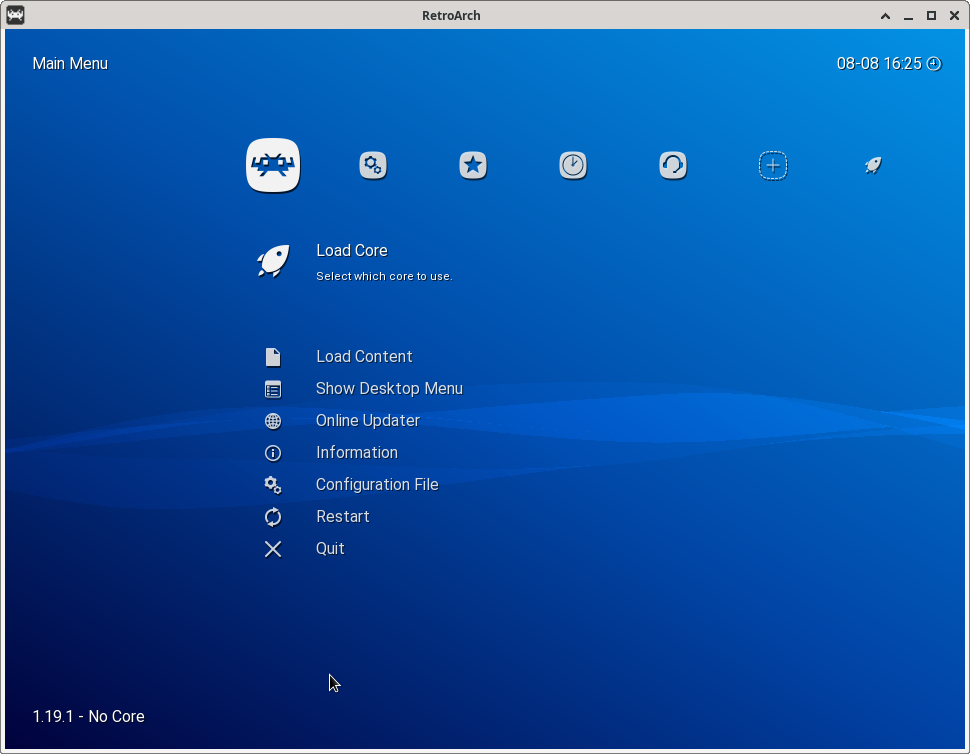 RetroArch
Main Menu
08-08 16:25
Load Core
Select which core to use.
Load Content
Show Desktop Menu
Online Updater
Information
Configuration File
Restart
Quit
1.19.1 - No Core